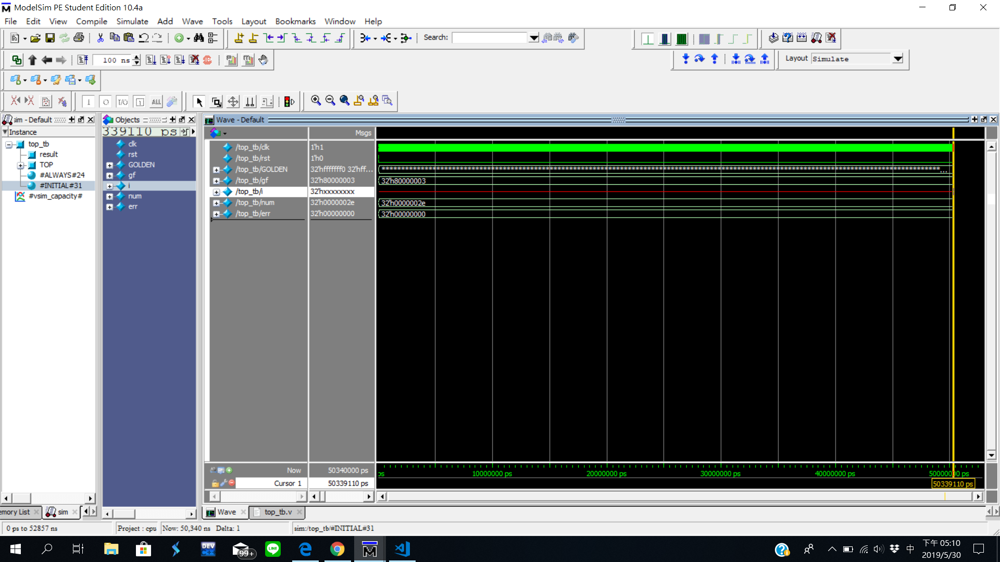 ModelSim PE Student Edition 10.4a
File Edit View Compile Simulate Add Wave Tools Layout Bookmarks Window Help
Search:
100 ns
Layout Simulate
ALL
sim - Default
Objects
Wave - Default
Instance
339110 ps
Msgs
top_tb
result
TOP
#ALWAYS#24
#INITIAL#31
#vsim_capacity#
clk
rst
GOLDEN
gf
i
num
err
/top_tb/clk 1'h1
/top_tb/rst 1'h0
/top_tb/GOLDEN 32'hfffffff0 32'hff...
/top_tb/gf 32'h80000003 32'h80000003
/top_tb/i 32'hxxxxxxxx
/top_tb/num 32'h0000002e 32'h0000002e
/top_tb/err 32'h00000000 32'h00000000
Now 50340000 ps
ps 10000000 ps 20000000 ps 30000000 ps 40000000 ps 50000000 ps
Cursor 1 50339110 ps
50339110 ps
emory List sim
Wave top_tb.v
0 ps to 52857 ns Project : cpu Now: 50,340 ns Delta: 1 sim:/top_tb/#INITIAL#31
DEV C++
99+
LINE
中
下午 05:10
2019/5/30